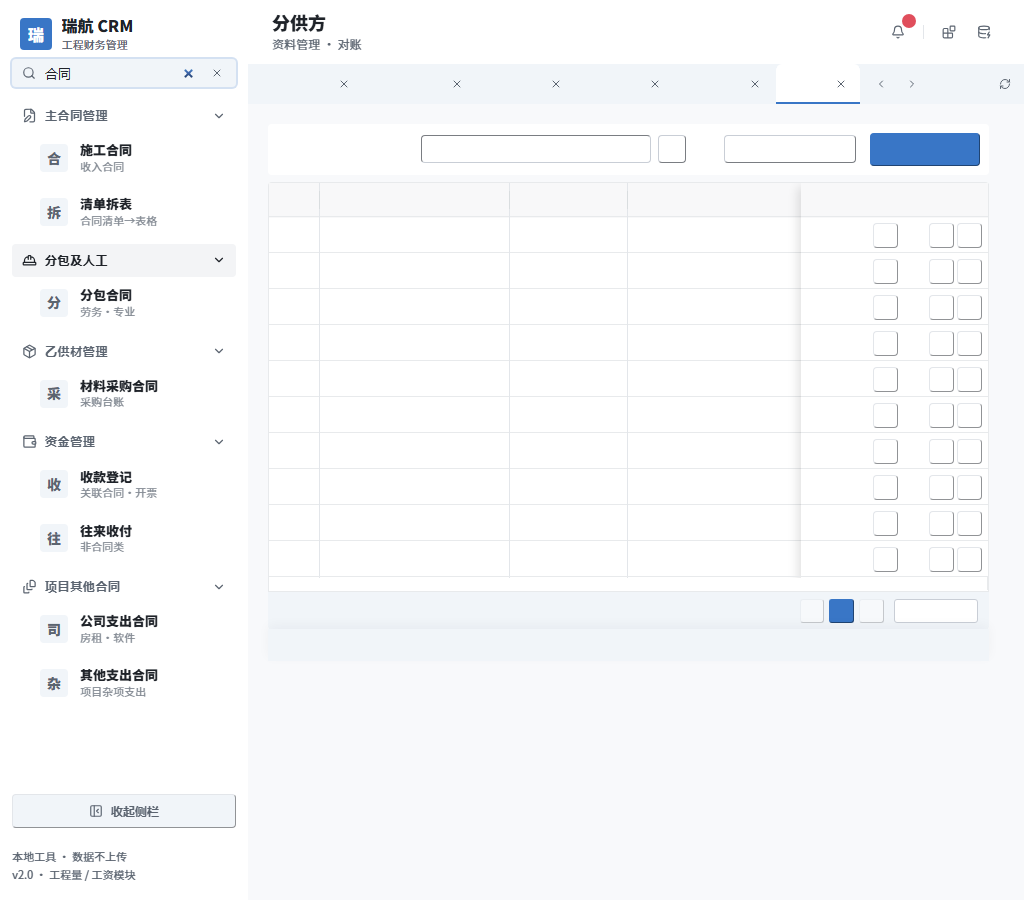 瑞
瑞航 CRM
工程财务管理
合同
主合同管理
合
施工合同
收入合同
拆
清单拆表
合同清单→表格
分包及人工
分
分包合同
劳务・专业
乙供材管理
采
材料采购合同
采购台账
资金管理
收
收款登记
关联合同・开票
往
往来收付
非合同类
项目其他合同
司
公司支出合同
房租・软件
杂
其他支出合同
项目杂项支出
收起侧栏
本地工具 · 数据不上传
v2.0 · 工程量 / 工资模块
分供方
资料管理 · 对账